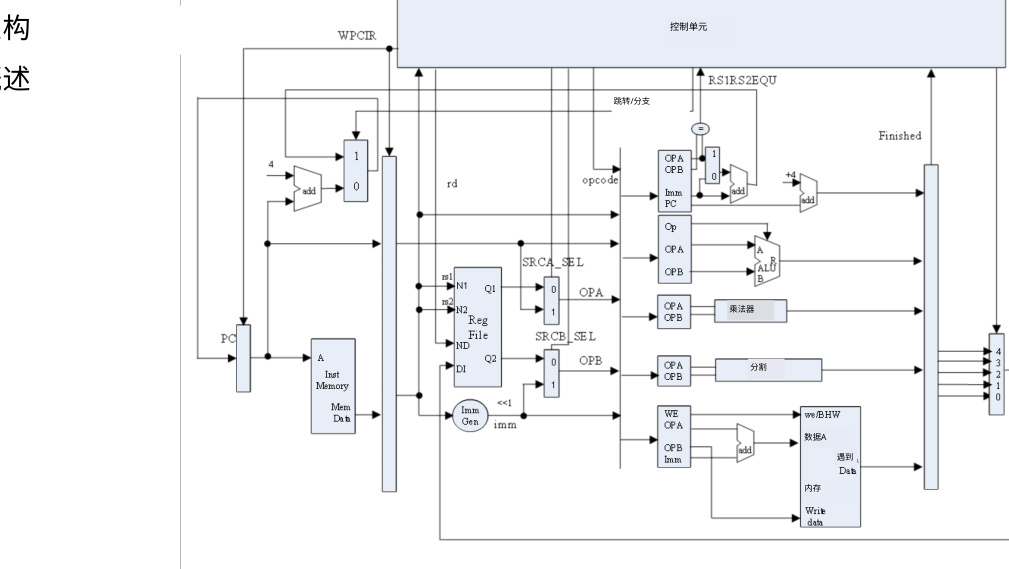 构
述
控制单元
WPCIR
RS1RS2EQU
跳转/分支
=
Finished
1
0
4
add
rd
opcode
OPA
OPB
Imm
PC
1
0
add
+4
add
Op
OPA
OPB
A
R
ALU
B
SRCA_SEL
rs1
N1
Q1
0
1
OPA
rs2
N2
Reg
File
ND
DI
Q2
SRCB_SEL
0
1
OPB
OPA
OPB
乘法器
OPA
OPB
分割
PC
A
Inst
Memory
Mem
Data
Imm
Gen
<<1
imm
WE
OPA
OPB
Imm
add
we/BHW
数据A
遇到
Data
内存
Write
data
4
3
2
1
0